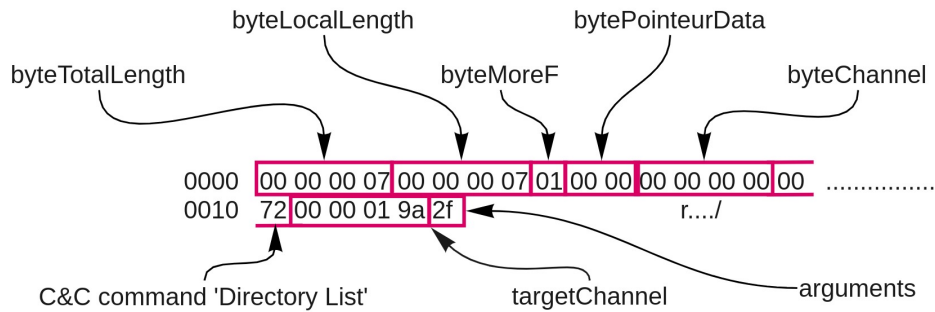 byteLocalLength
bytePointeurData
byteTotalLength
byteMoreF
byteChannel
0000 00 00 00 07 00 00 00 07 01 00 00 00 00 00 00 00 ................
0010 72 00 00 01 9a 2f r..../
C&C command 'Directory List'
targetChannel
arguments